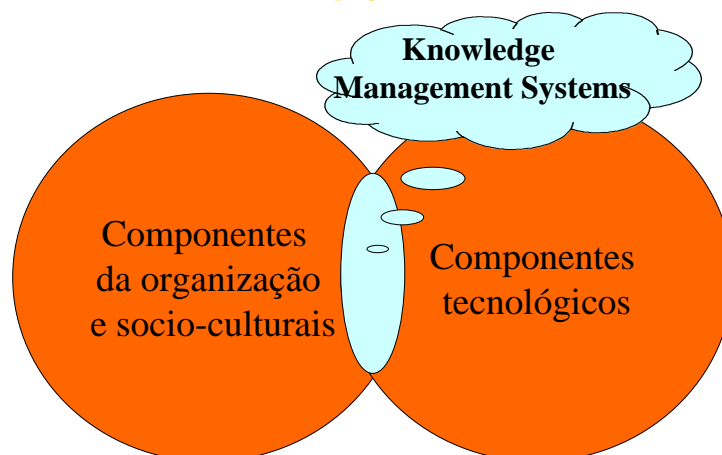 Knowledge
Management Systems
Componentes
da organização
e socio-culturais
Componentes
tecnológicos